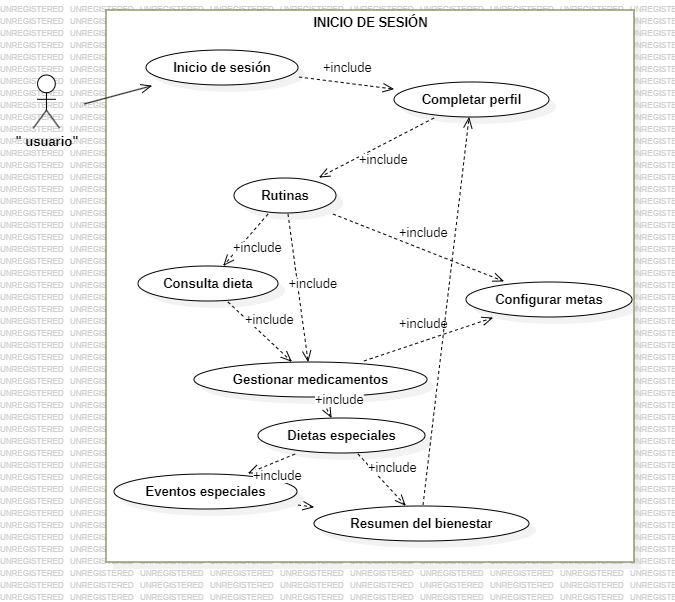 INICIO DE SESIÓN
Inicio de sesión
+include
Completar perfil
" usuario"
+include
Rutinas
+include
+include
+include
Consulta dieta
Configurar metas
+include
+include
Gestionar medicamentos
+include
Dietas especiales
+include
+include
Eventos especiales
Resumen del bienestar
UNREGISTERED